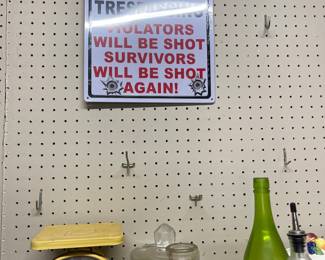 TRESPASSING
VIOLATORS
WILL BE SHOT
SURVIVORS
WILL BE SHOT
AGAIN!